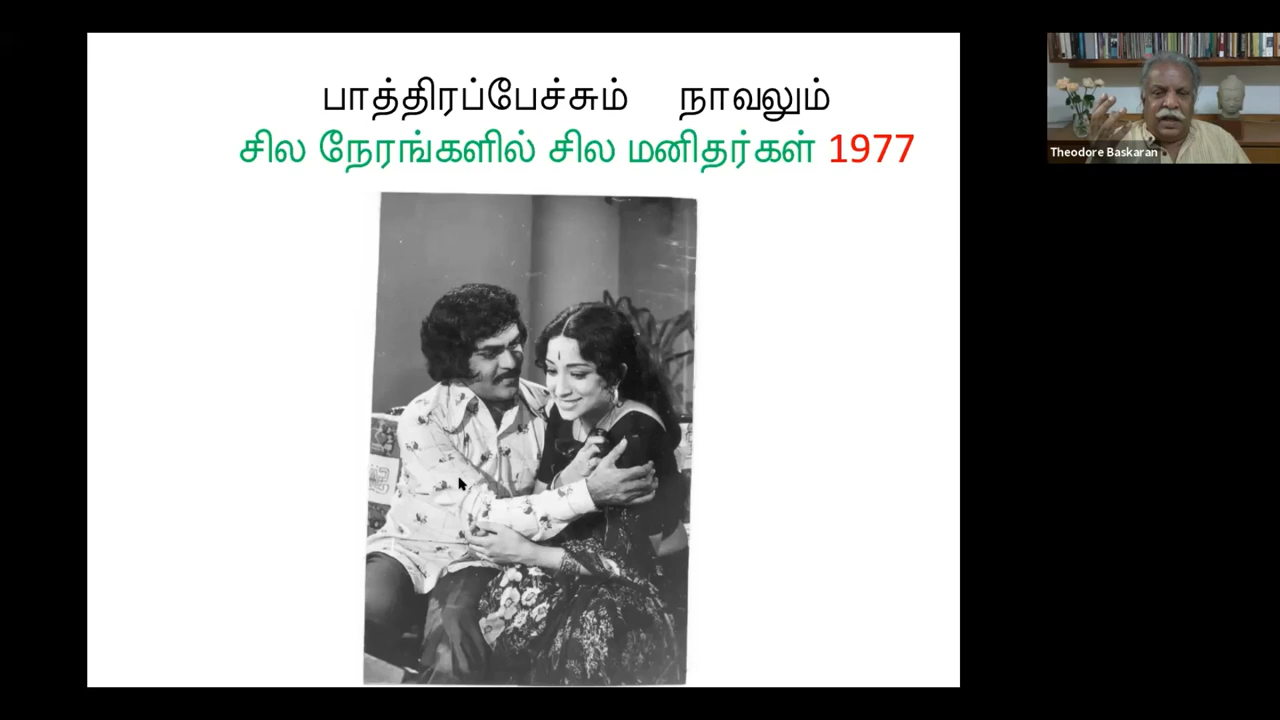 பாத்திரப்பேச்சும் நாவலும்
சில நேரங்களில் சில மனிதர்கள் 1977
Theodore Baskaran